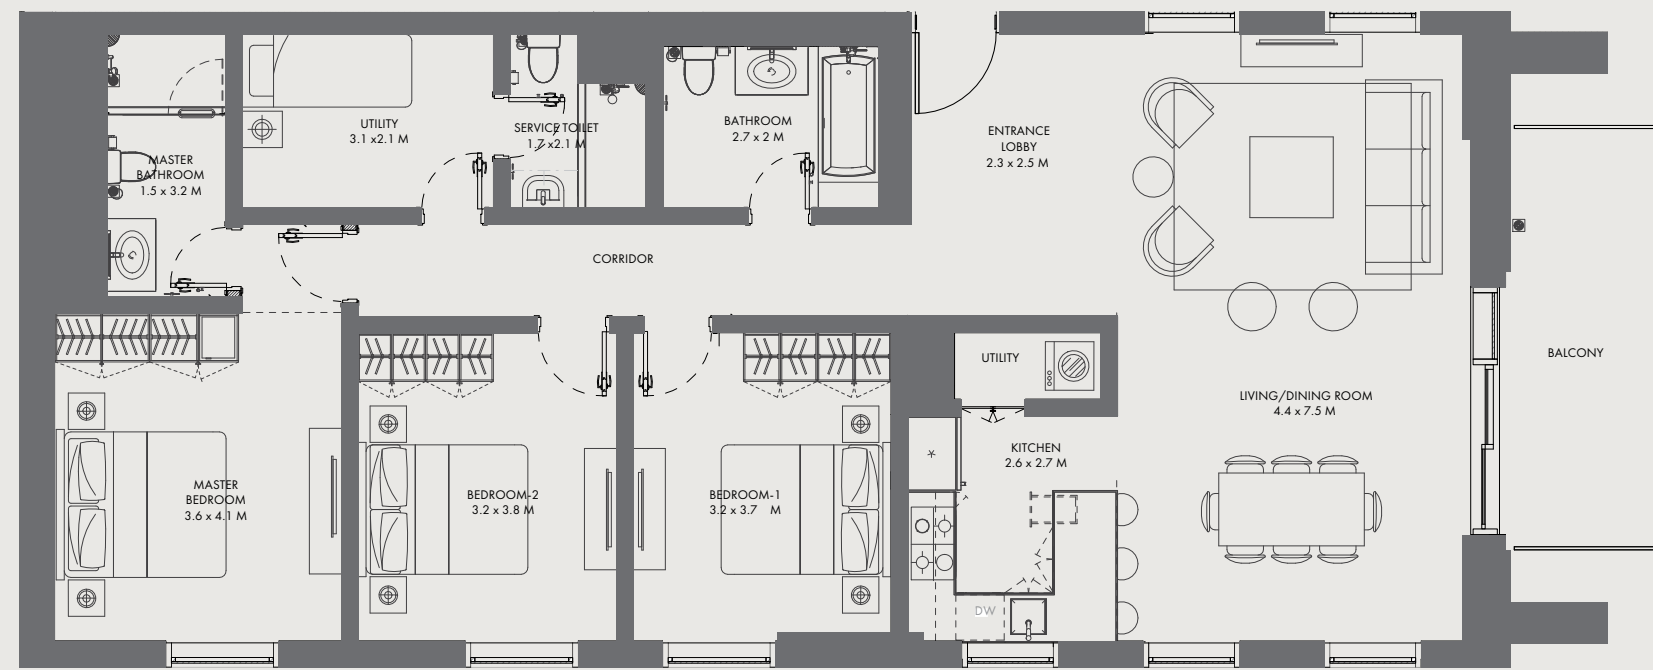 UTILITY
3.1 x2.1 M
SERVICE TOILET
1.7 x2.1 M
BATHROOM
2.7 x 2 M
ENTRANCE
LOBBY
2.3 x 2.5 M
MASTER
BATHROOM
1.5 x 3.2 M
CORRIDOR
UTILITY
BALCONY
LIVING/DINING ROOM
4.4 x 7.5 M
KITCHEN
2.6 x 2.7 M
MASTER
BEDROOM
3.6 x 4.1 M
BEDROOM-2
3.2 x 3.8 M
BEDROOM-1
3.2 x 3.7 M
DW